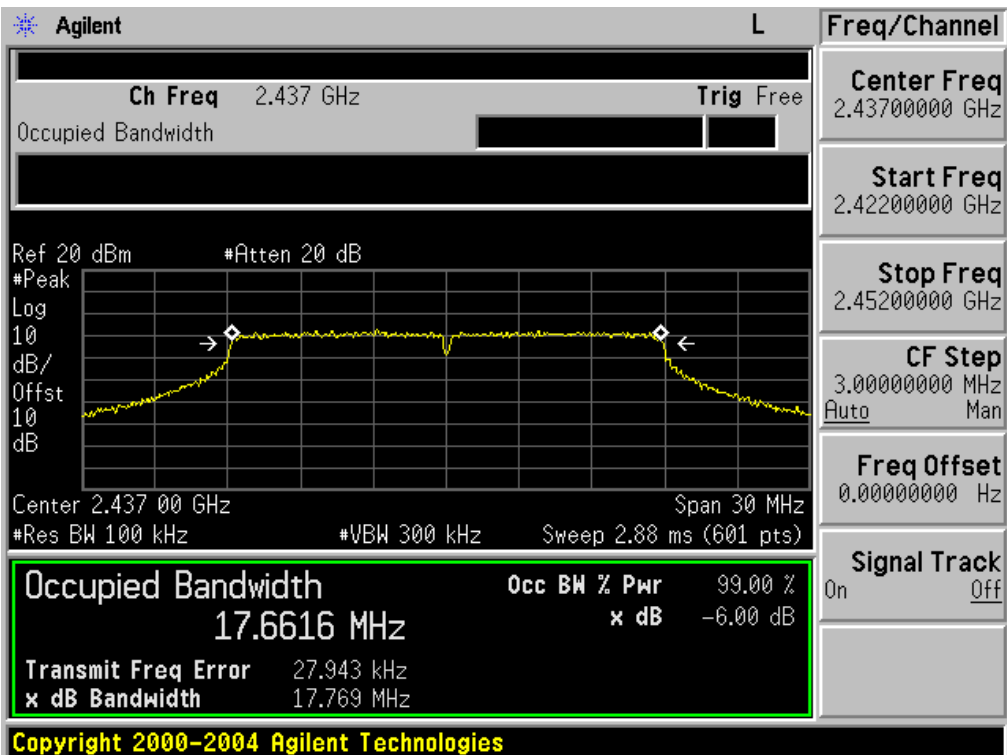 Agilent L
Ch Freq 2.437 GHz Trig Free
Occupied Bandwidth
Ref 20 dBm #Atten 20 dB
#Peak
Log
10
dB/
Offst
10
dB
Center 2.437 00 GHz Span 30 MHz
#Res BW 100 kHz #VBW 300 kHz Sweep 2.88 ms (601 pts)
Occupied Bandwidth Occ BW % Pwr 99.00 %
17.6616 MHz x dB -6.00 dB
Transmit Freq Error 27.943 kHz
x dB Bandwidth 17.769 MHz
Copyright 2000-2004 Agilent Technologies
Freq/Channel
Center Freq
2.43700000 GHz
Start Freq
2.42200000 GHz
Stop Freq
2.45200000 GHz
CF Step
3.00000000 MHz
Auto Man
Freq Offset
0.00000000 Hz
Signal Track
On Off